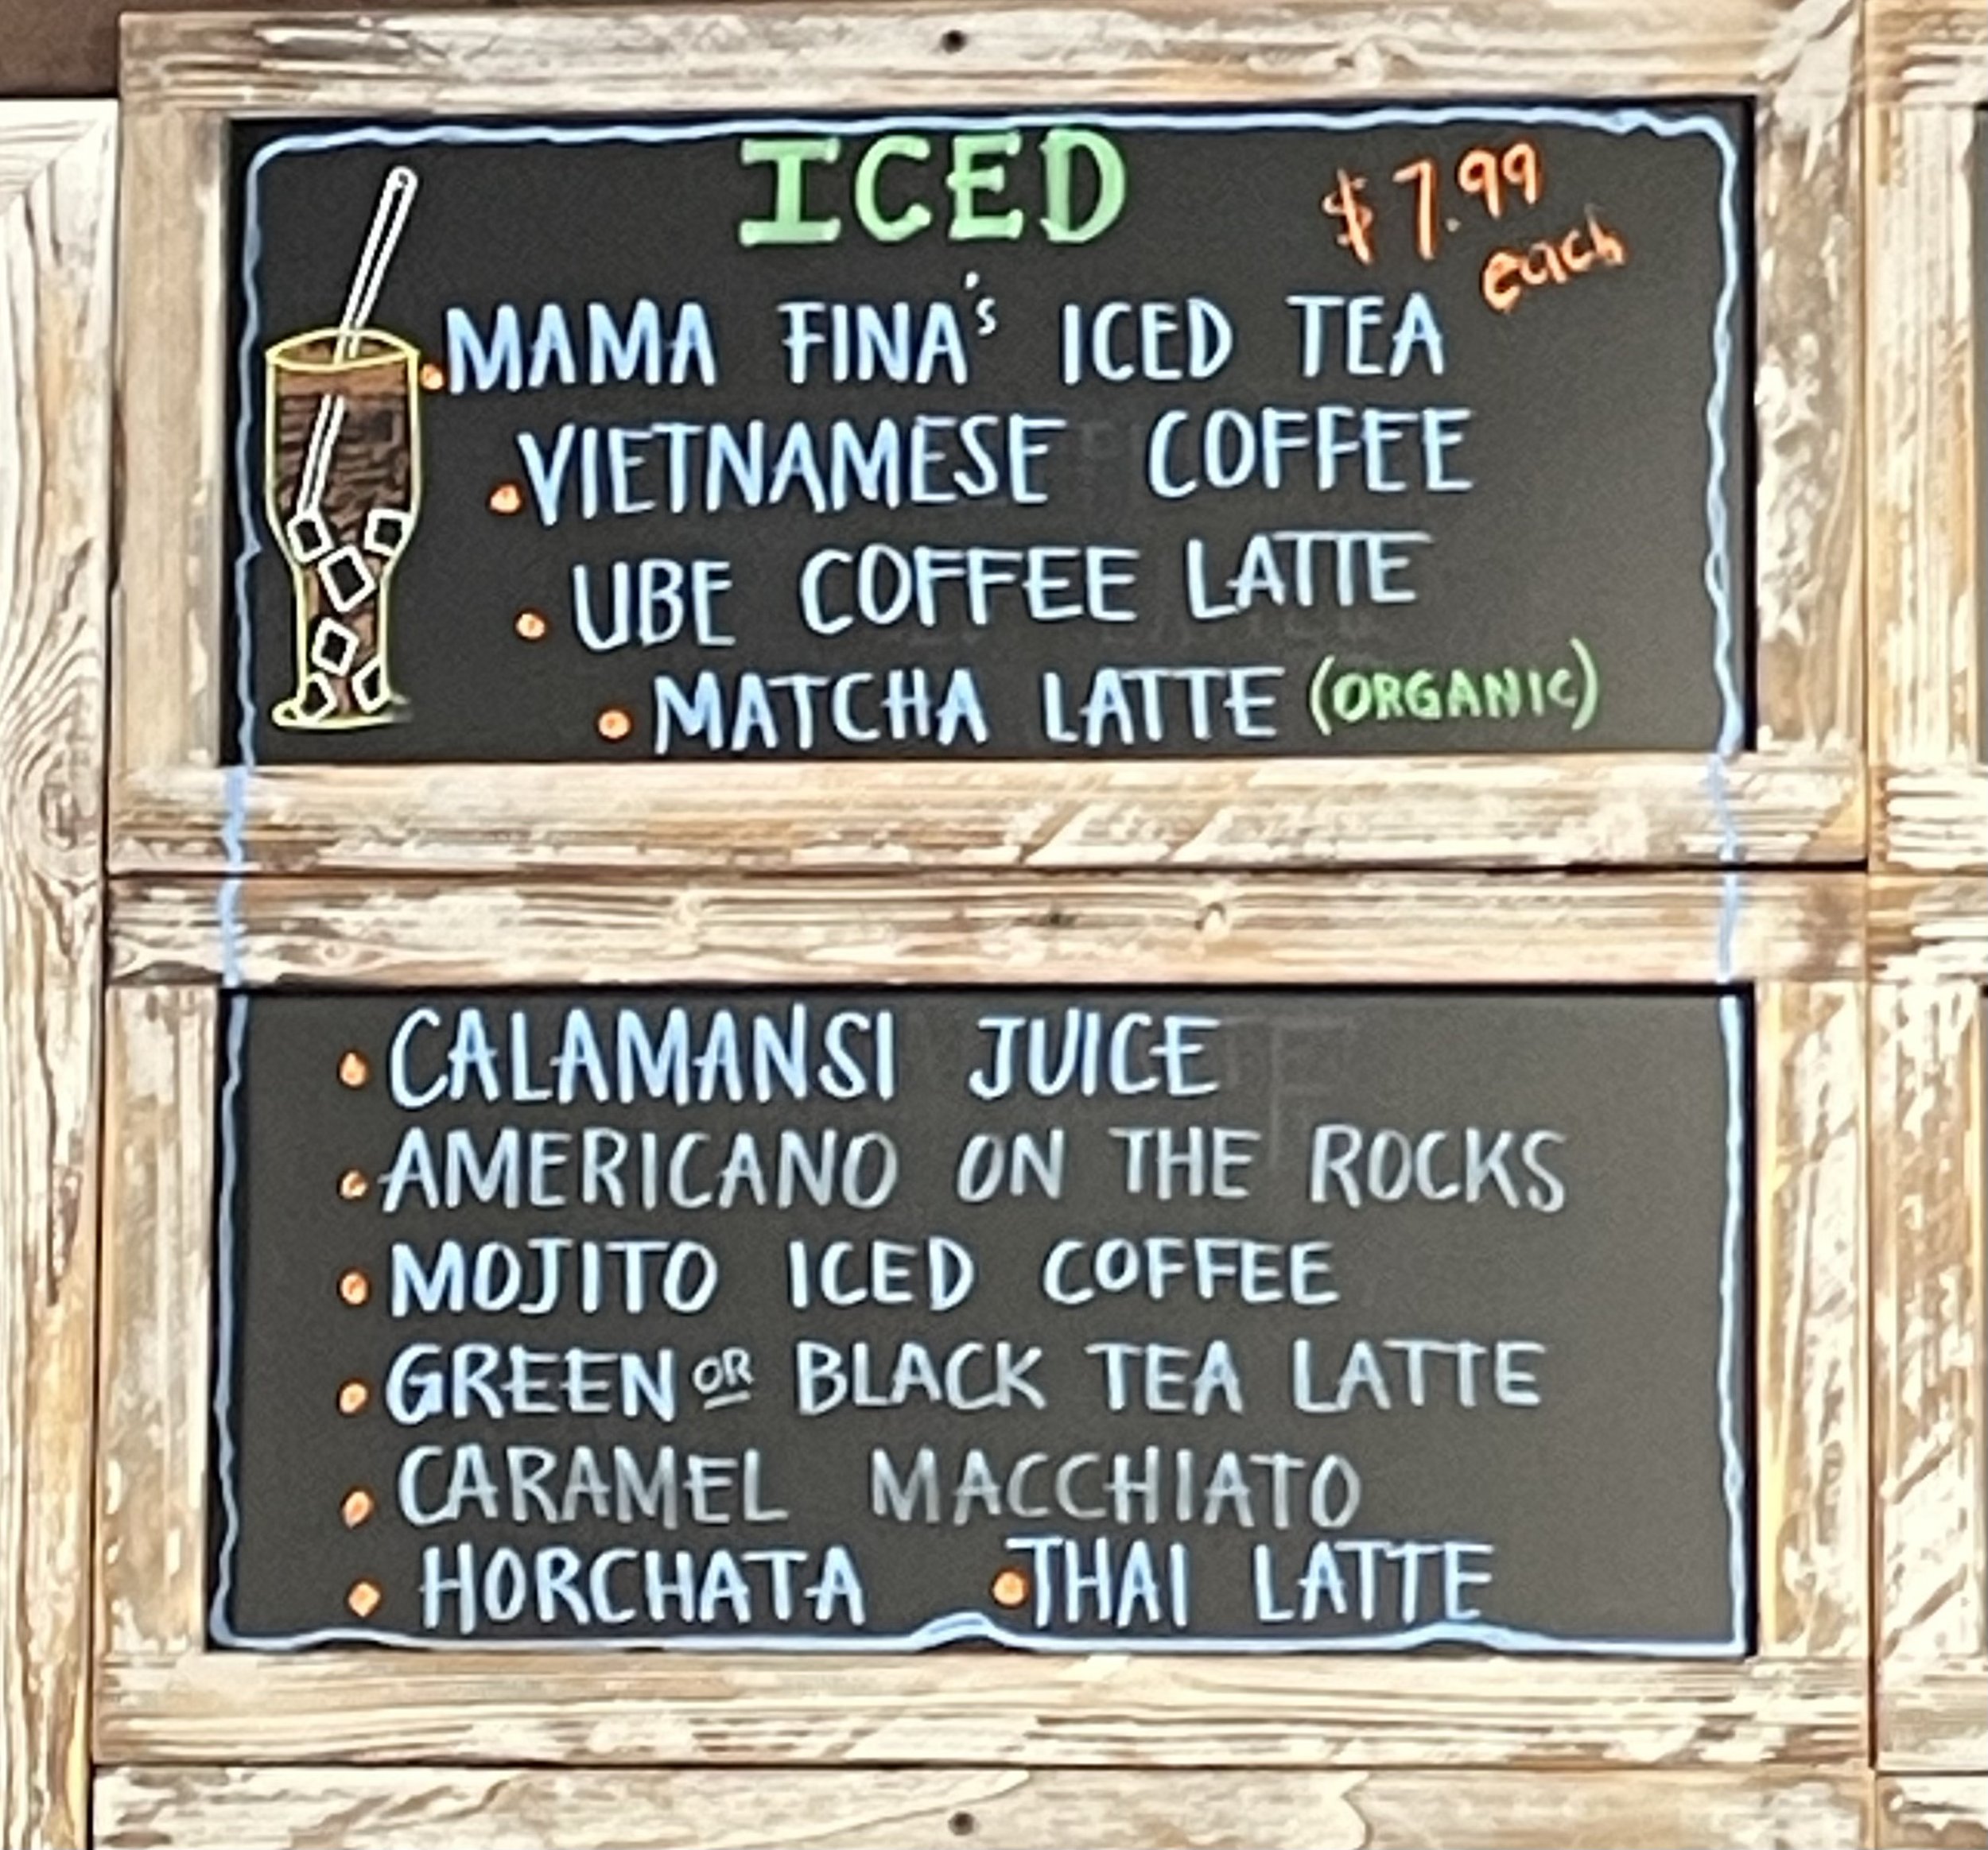 ICED
$7.99
each
•MAMA FINA's ICED TEA
•VIETNAMESE COFFEE
• UBE COFFEE LATTE
• MATCHA LATTE (ORGANIC)
• CALAMANSI JUICE
• AMERICANO ON THE ROCKS
• MOJITO ICED COFFEE
• GREEN OR BLACK TEA LATTE
• CARAMEL MACCHIATO
• HORCHATA •THAI LATTE